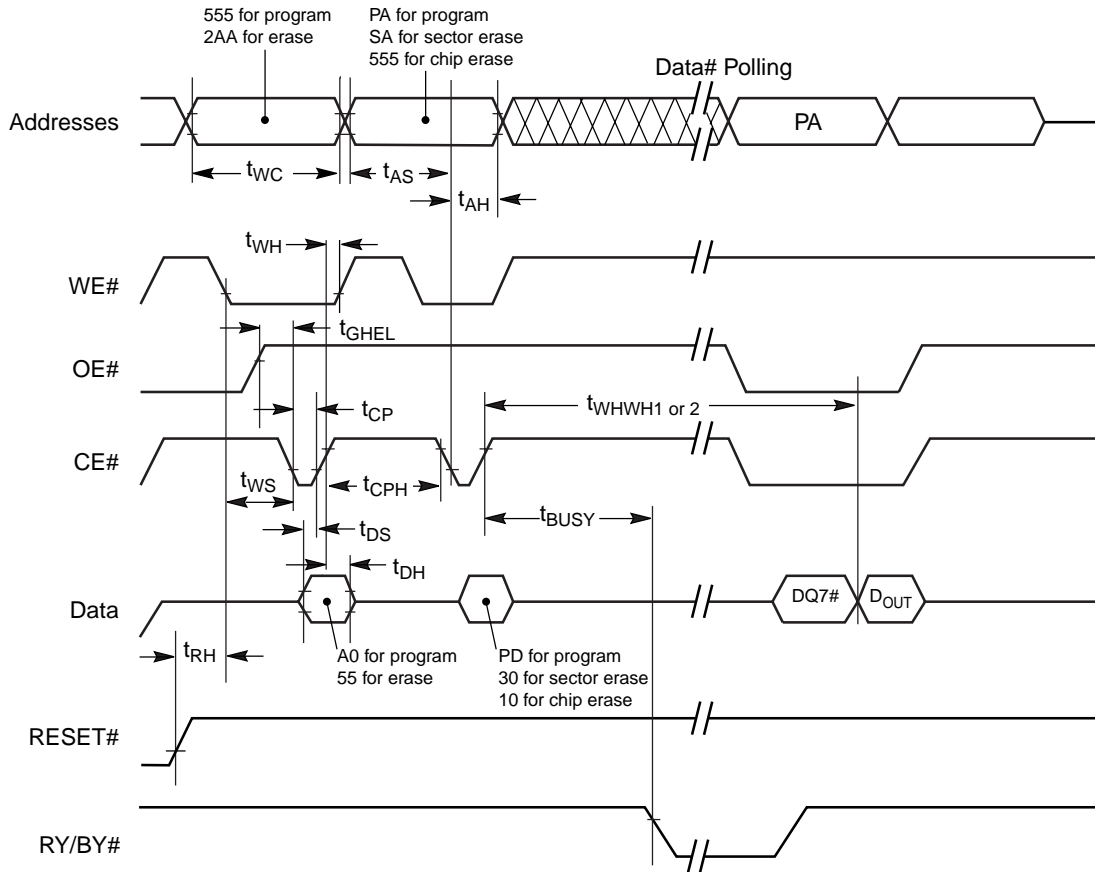 555 for program
2AA for erase
PA for program
SA for sector erase
555 for chip erase
Data# Polling
Addresses
PA
tWC
tAS
tAH
tWH
WE#
tGHEL
OE#
tWHWH1 or 2
tCP
CE#
tWS
tCPH
tBUSY
tDS
tDH
Data
DQ7#
DOUT
tRH
A0 for program
55 for erase
PD for program
30 for sector erase
10 for chip erase
RESET#
RY/BY#